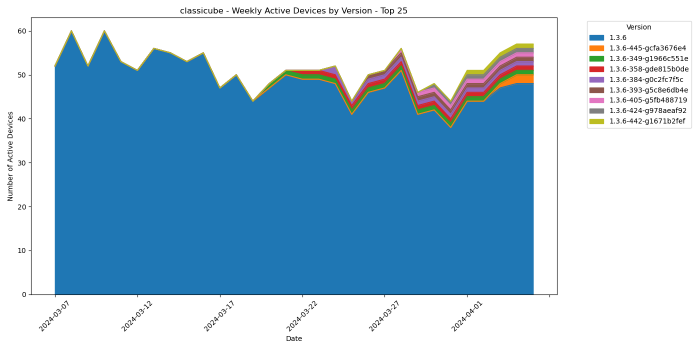 classicube - Weekly Active Devices by Version - Top 25
Number of Active Devices
60
50
40
30
20
10
0
2024-03-07
2024-03-12
2024-03-17
2024-03-22
2024-03-27
2024-04-01
Date
Version
1.3.6
1.3.6-445-gcfa3676e4
1.3.6-349-g1966c551e
1.3.6-358-gde815b0de
1.3.6-384-g0c2fc7f5c
1.3.6-393-g5c8e6db4e
1.3.6-405-g5fb488719
1.3.6-424-g978aeaf92
1.3.6-442-g1671b2fef